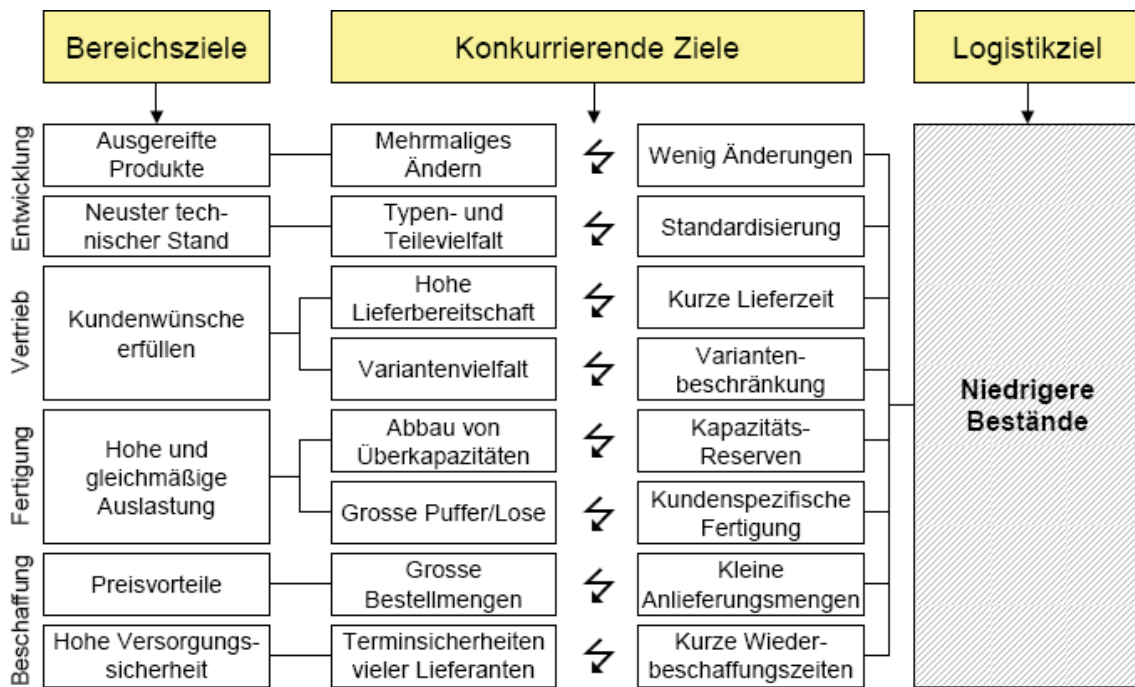 Bereichsziele
Konkurrierende Ziele
Logistikziel
Entwicklung
Ausgereifte
Produkte
Mehrmaliges
Ändern
Wenig Änderungen
Neuster tech-
nischer Stand
Typen- und
Teilevielfalt
Standardisierung
Vertrieb
Kundenwünsche
erfüllen
Hohe
Lieferbereitschaft
Kurze Lieferzeit
Variantenvielfalt
Varianten-
beschränkung
Fertigung
Hohe und
gleichmäßige
Auslastung
Abbau von
Überkapazitäten
Kapazitäts-
Reserven
Grosse Puffer/Lose
Kundenspezifische
Fertigung
Beschaffung
Preisvorteile
Grosse
Bestellmengen
Kleine
Anlieferungsmengen
Hohe Versorgungs-
sicherheit
Terminsicherheiten
vieler Lieferanten
Kurze Wieder-
beschaffungszeiten
Niedrigere
Bestände